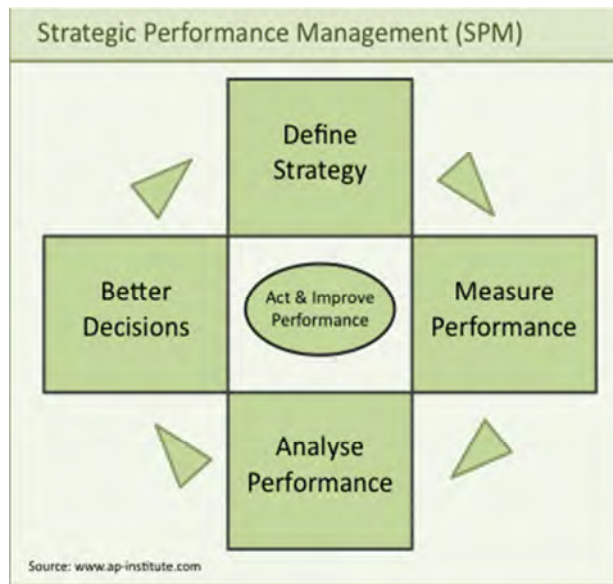 Strategic Performance Management (SPM)
Define
Strategy
Better
Decisions
Act & Improve
Performance
Measure
Performance
Analyse
Performance
Source: www.ap-institute.com